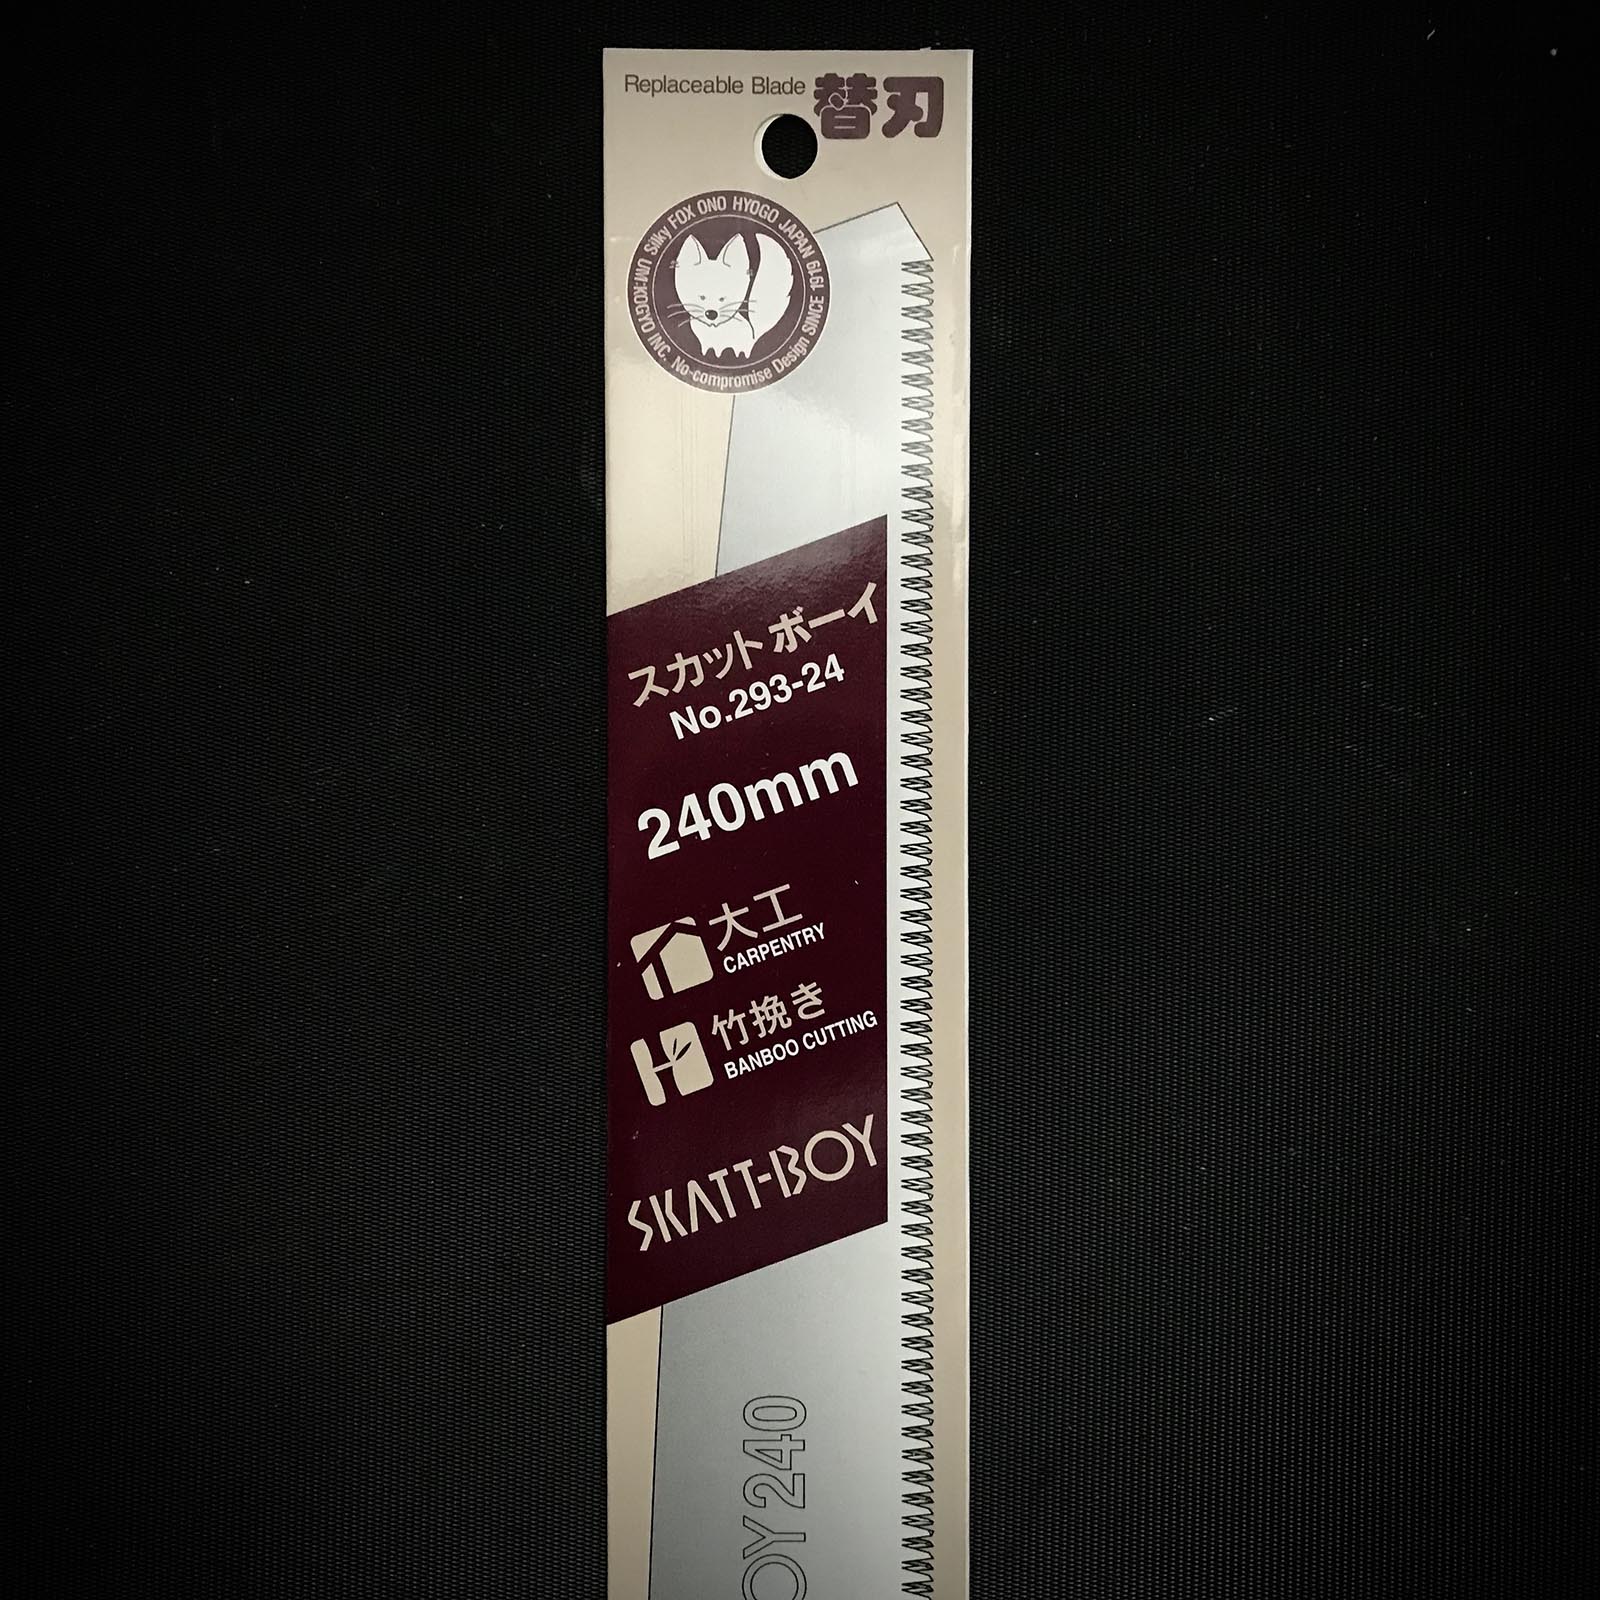 Replaceable Blade 替刃
Silky FOX ONO HYOGO JAPAN 1919
UM:KOGYO INC. No-compromise Design SINCE
スカットボーイ
No.293-24
240mm
大工
CARPENTRY
竹挽き
BANBOO CUTTING
SKATT-BOY
OY 240